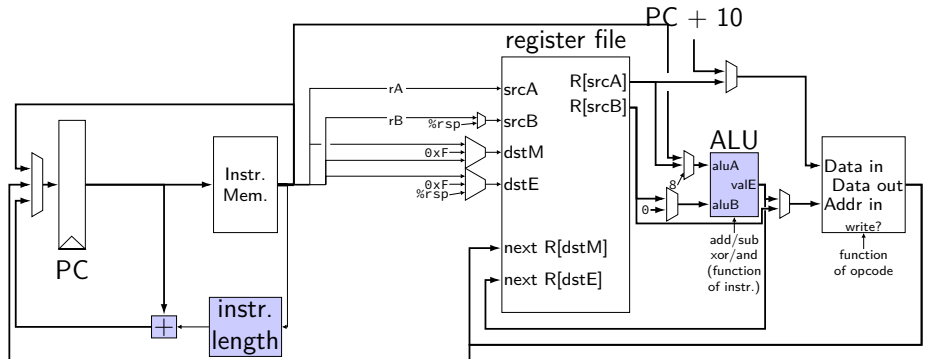 PC + 10
register file
R[srcA]
R[srcB]
rA
srcA
rB
%rsp
srcB
0xF
dstM
0xF
%rsp
dstE
next R[dstM]
next R[dstE]
Instr.
Mem.
PC
+
instr.
length
8
0
ALU
aluA
valE
aluB
add/sub
xor/and
(function
of instr.)
Data in
Data out
Addr in
write?
function
of opcode